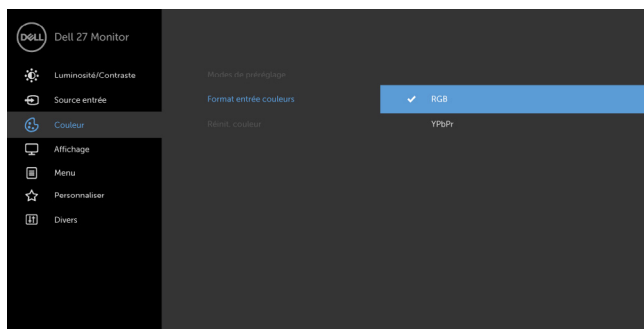 DELL
Dell 27 Monitor
Luminosité/Contraste
Source entrée
Couleur
Affichage
Menu
Personnaliser
Divers
Modes de préréglage
Format entrée couleurs
Réinit. couleur
RGB
YPbPr